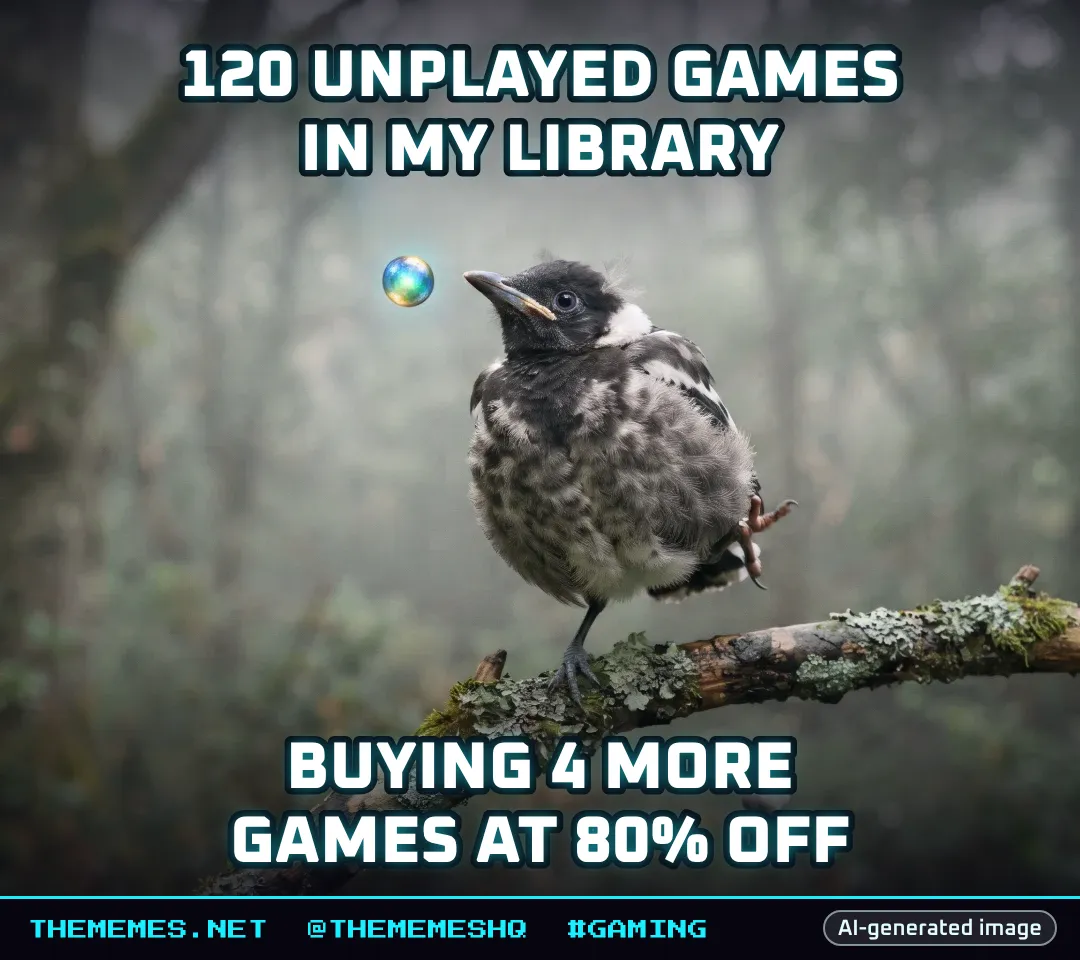 120 UNPLAYED GAMES
IN MY LIBRARY
BUYING 4 MORE
GAMES AT 80% OFF
THEMEMES.NET @THEMEMESHQ #GAMING AI-generated image